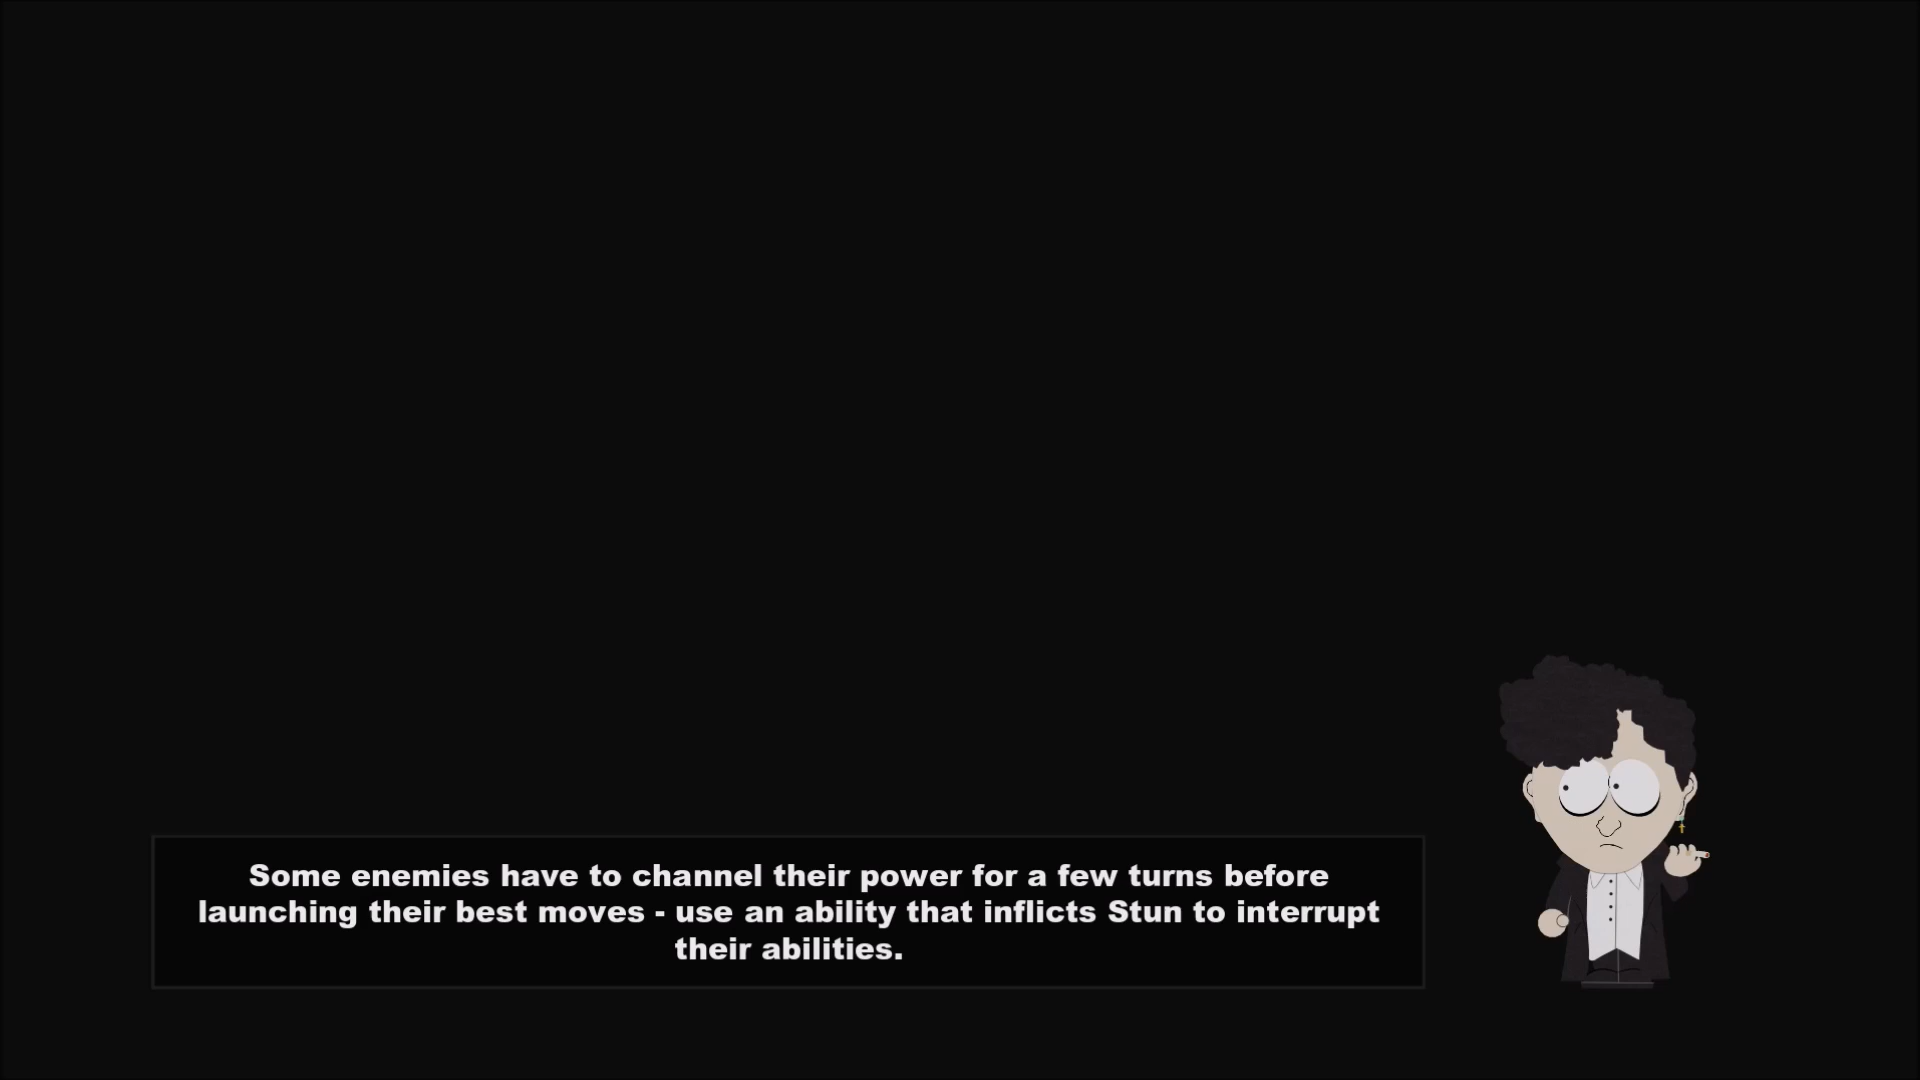 Some enemies have to channel their power for a few turns before
launching their best moves - use an ability that inflicts Stun to interrupt
their abilities.